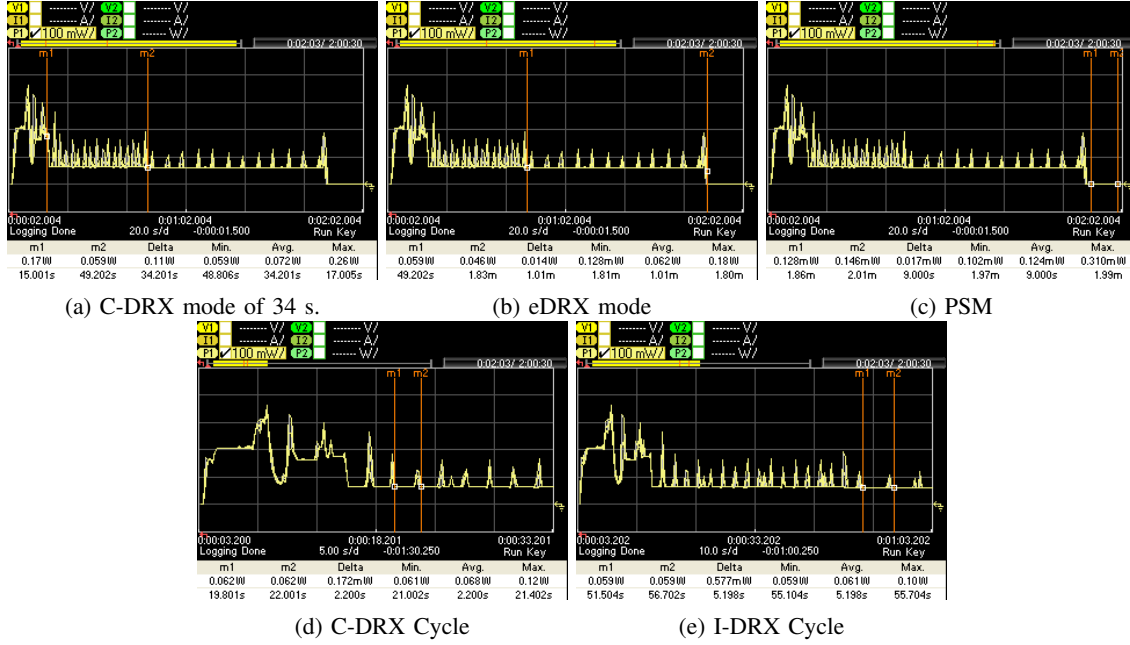 V1 ------ V/ V2 ------ V/
I1 ------ A/ I2 ------ A/
P1 ✓ 100 mW/ P2 ------ W/
0:02:03/ 2:00:30
m1 m2
0:00:02.004 0:01:02.004 0:02:02.004
Logging Done 20.0 s/d -0:00:01.500 Run Key
m1 m2 Delta Min. Avg. Max.
0.17W 0.059W 0.11W 0.059W 0.072W 0.26W
15.001s 49.202s 34.201s 48.806s 34.201s 17.005s
(a) C-DRX mode of 34 s.
V1 ------ V/ V2 ------ V/
I1 ------ A/ I2 ------ A/
P1 ✓ 100 mW/ P2 ------ W/
0:02:03/ 2:00:30
m1 m2
0:00:02.004 0:01:02.004 0:02:02.004
Logging Done 20.0 s/d -0:00:01.500 Run Key
m1 m2 Delta Min. Avg. Max.
0.059W 0.046W 0.014W 0.128mW 0.062W 0.18W
49.202s 1.83m 1.01m 1.81m 1.01m 1.80m
(b) eDRX mode
V1 ------ V/ V2 ------ V/
I1 ------ A/ I2 ------ A/
P1 ✓ 100 mW/ P2 ------ W/
0:02:03/ 2:00:30
m1 m2
0:00:02.004 0:01:02.004 0:02:02.004
Logging Done 20.0 s/d -0:00:01.500 Run Key
m1 m2 Delta Min. Avg. Max.
0.128mW 0.146mW 0.017mW 0.102mW 0.124mW 0.310mW
1.86m 2.01m 9.000s 1.97m 9.000s 1.99m
(c) PSM
V1 ------ V/ V2 ------ V/
I1 ------ A/ I2 ------ A/
P1 ✓ 100 mW/ P2 ------ W/
0:02:03/ 2:00:30
m1 m2
0:00:03.200 0:00:18.201 0:00:33.201
Logging Done 5.00 s/d -0:01:30.250 Run Key
m1 m2 Delta Min. Avg. Max.
0.062W 0.062W 0.172mW 0.061W 0.068W 0.12W
19.801s 22.001s 2.200s 21.002s 2.200s 21.402s
(d) C-DRX Cycle
V1 ------ V/ V2 ------ V/
I1 ------ A/ I2 ------ A/
P1 ✓ 100 mW/ P2 ------ W/
0:02:03/ 2:00:30
m1 m2
0:00:03.202 0:00:33.202 0:01:03.202
Logging Done 10.0 s/d -0:01:00.250 Run Key
m1 m2 Delta Min. Avg. Max.
0.059W 0.059W 0.577mW 0.059W 0.061W 0.10W
51.504s 56.702s 5.198s 55.104s 5.198s 55.704s
(e) I-DRX Cycle